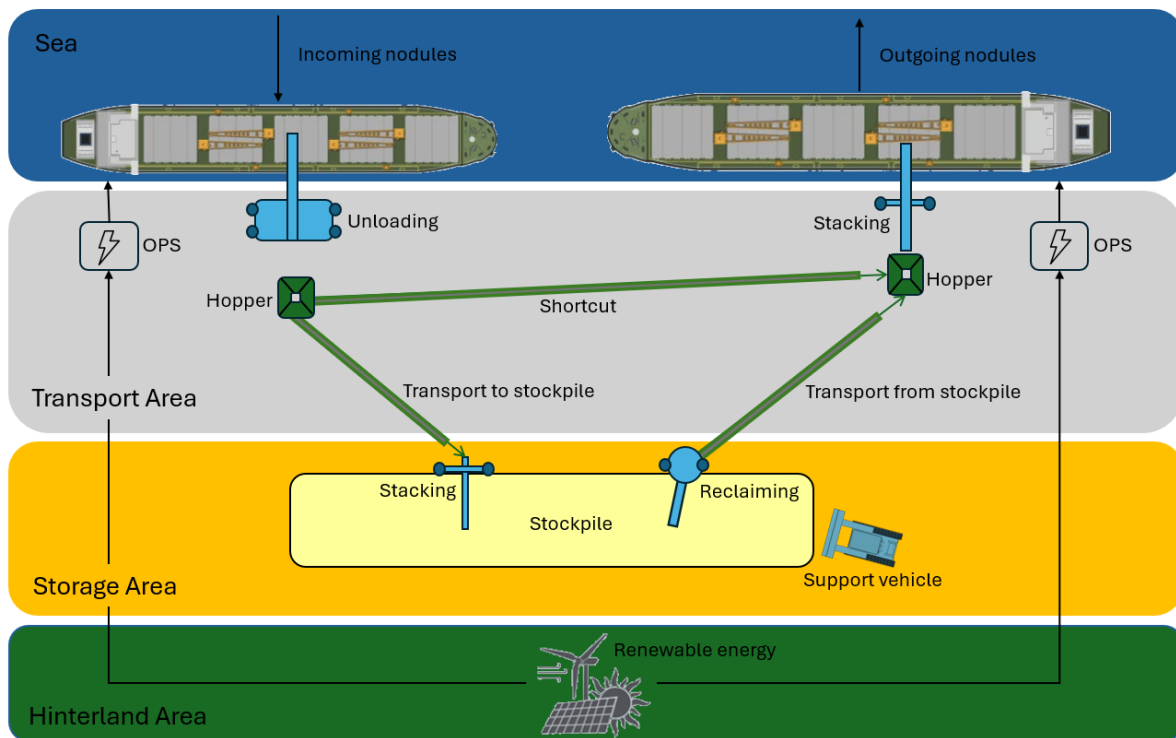 Sea
Incoming nodules
Outgoing nodules
Unloading
Stacking
OPS
OPS
Hopper
Hopper
Shortcut
Transport to stockpile
Transport from stockpile
Transport Area
Stacking
Reclaiming
Stockpile
Support vehicle
Storage Area
Renewable energy
Hinterland Area